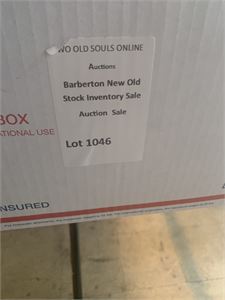 WO OLD SOULS ONLINE
Auctions
Barberton New Old
Stock Inventory Sale
Auction Sale
Lot 1046
BOX
ATIONAL USE
NSURED